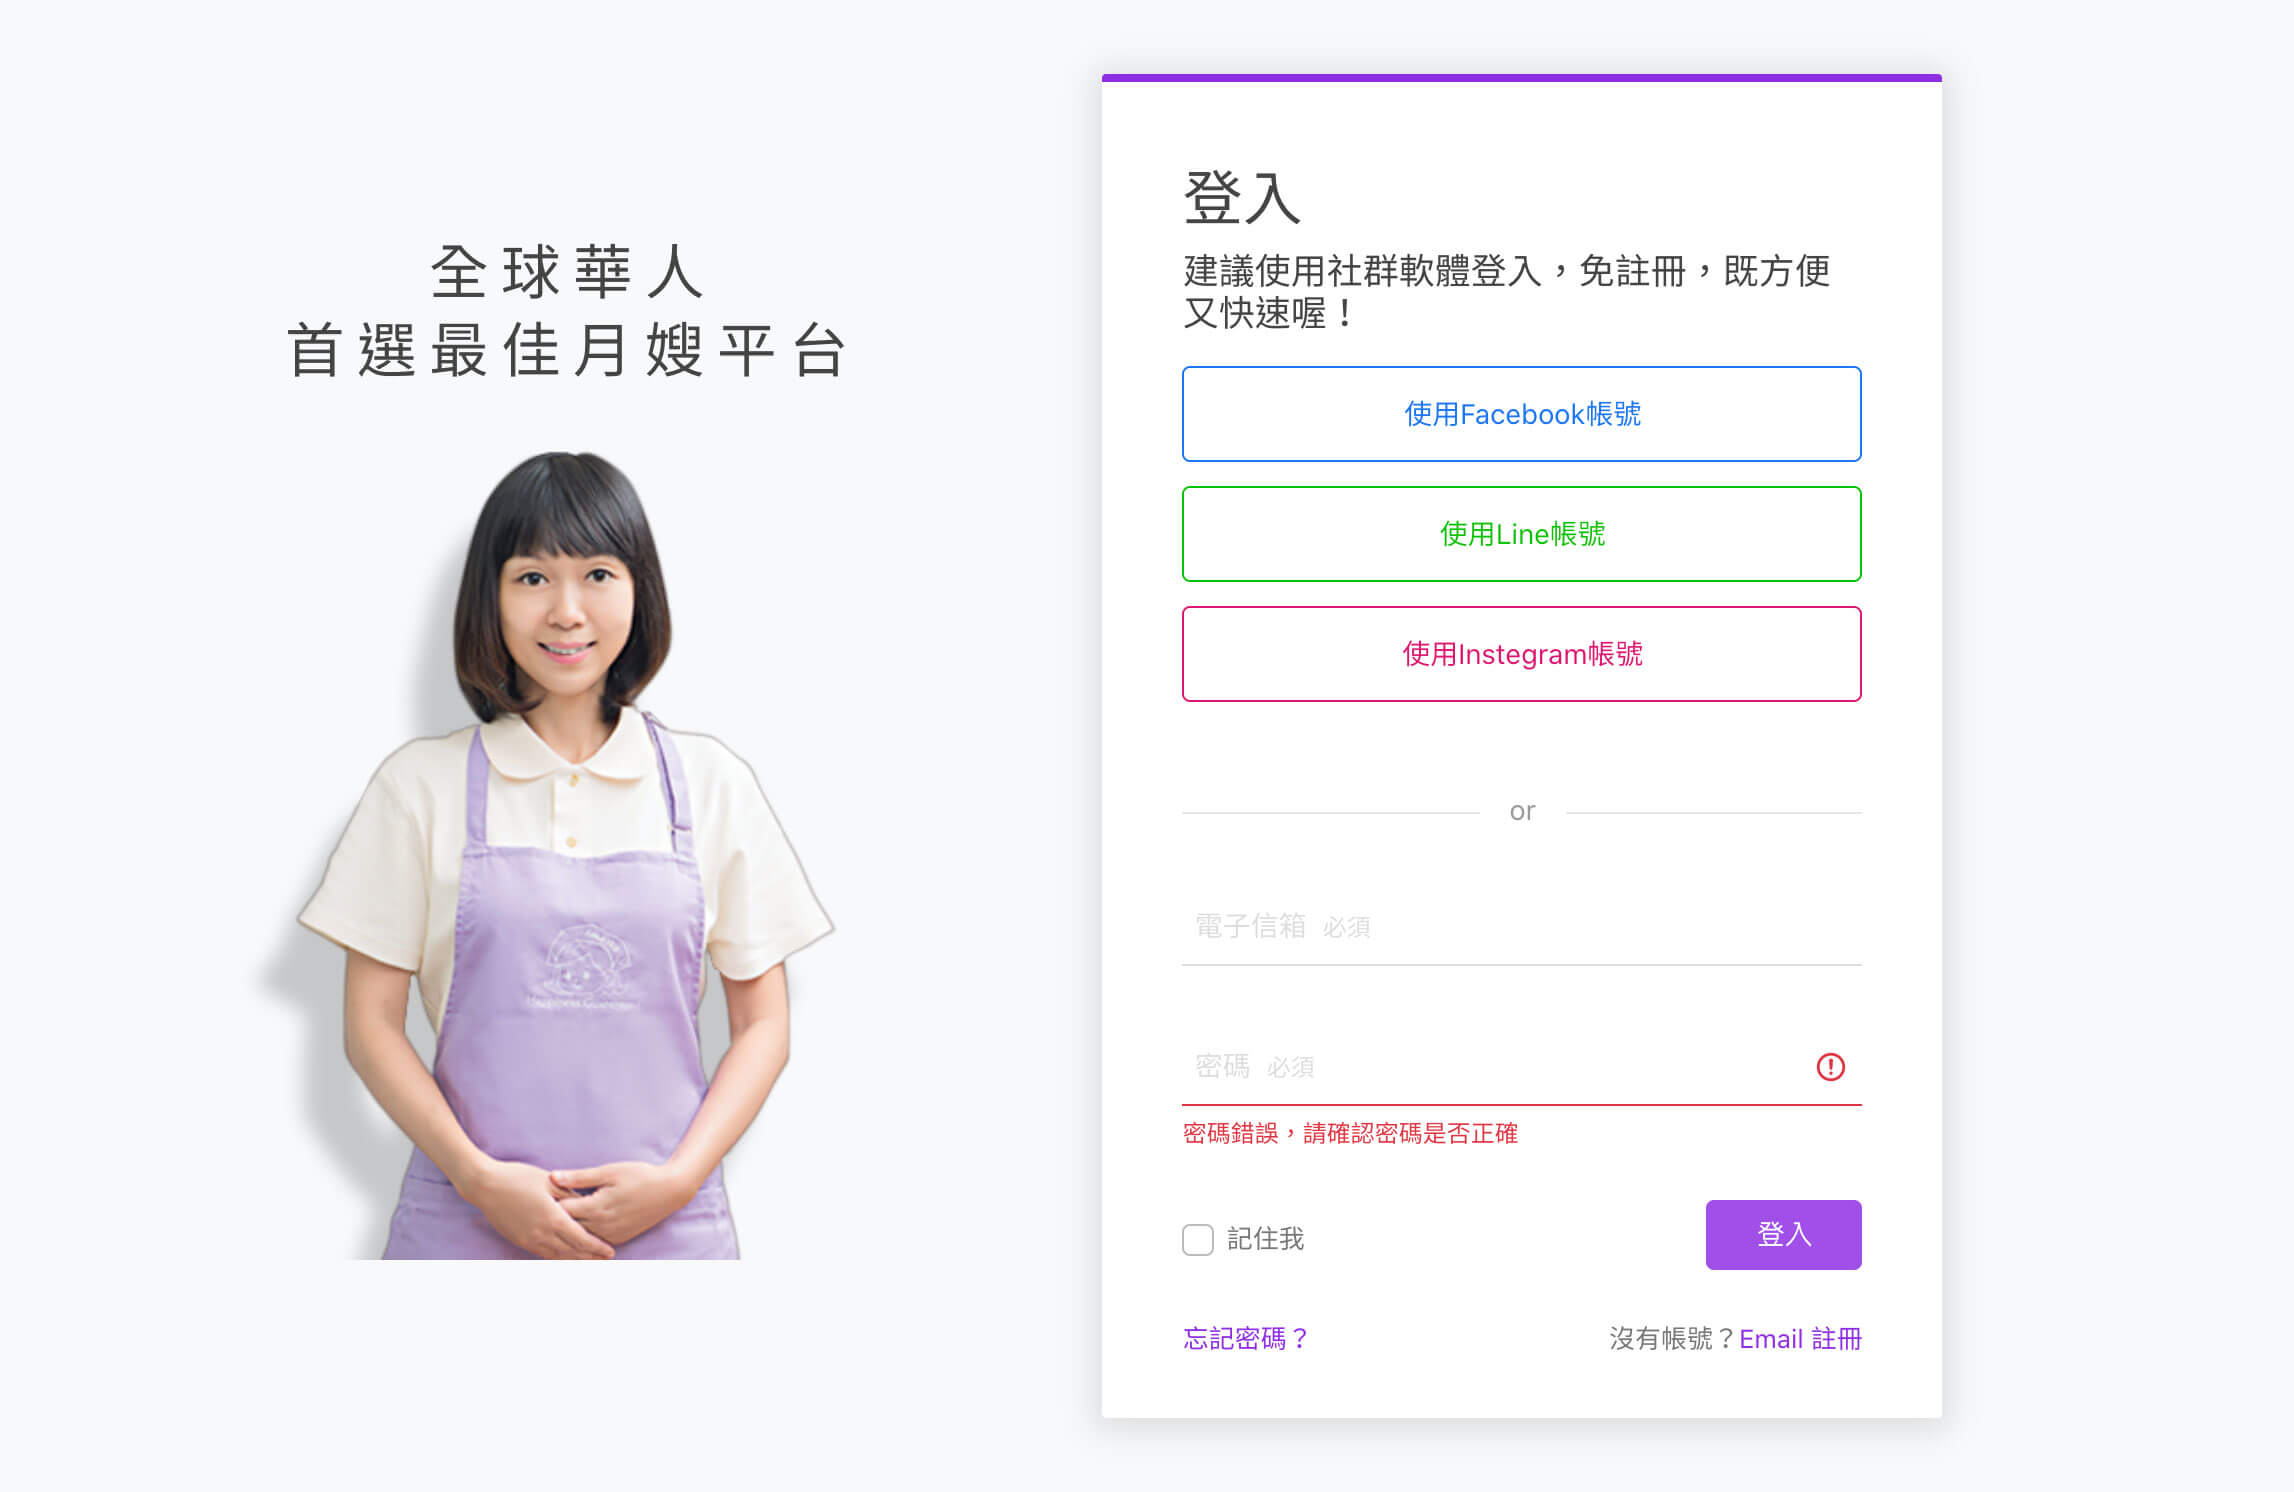 全球華人
首選最佳月嫂平台
登入
建議使用社群軟體登入，免註冊，既方便
又快速喔！
使用Facebook帳號
使用Line帳號
使用Instegram帳號
or
電子信箱 必須
密碼 必須
密碼錯誤，請確認密碼是否正確
記住我
登入
忘記密碼？
沒有帳號？Email 註冊